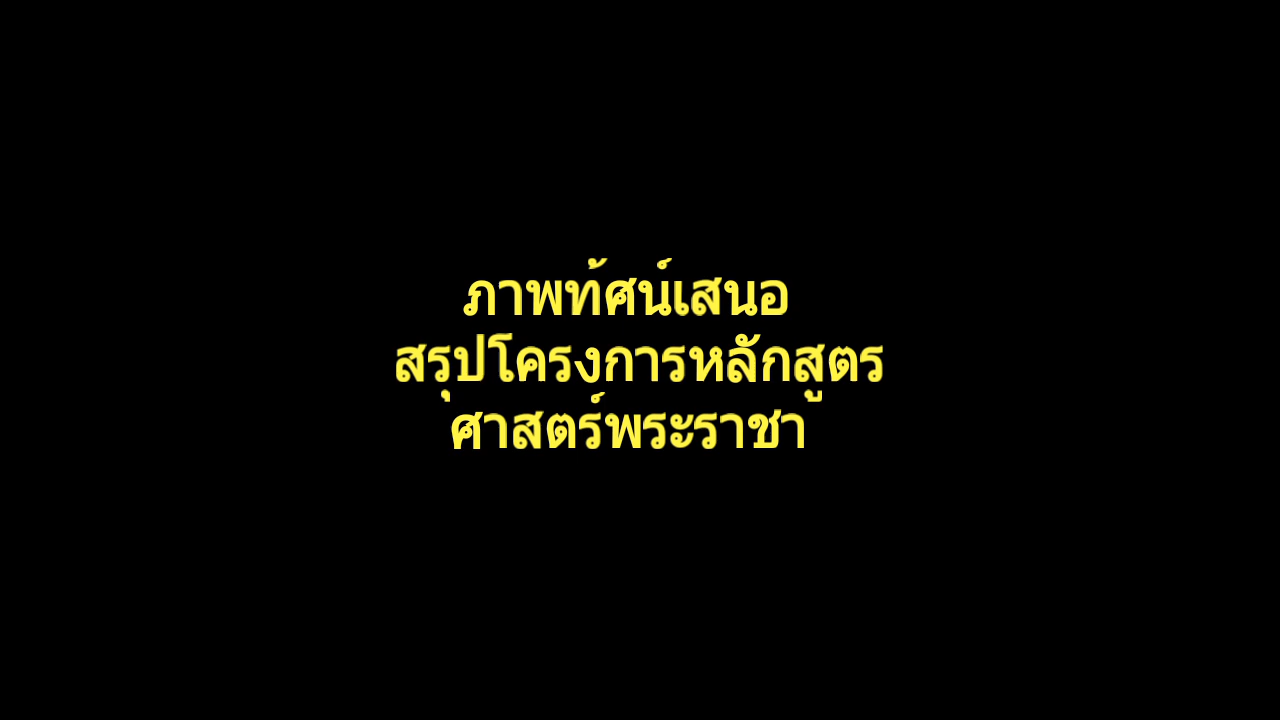 ภาพทัศน์เสนอ
สรุปโครงการหลักสูตร
ศาสตร์พระราชา